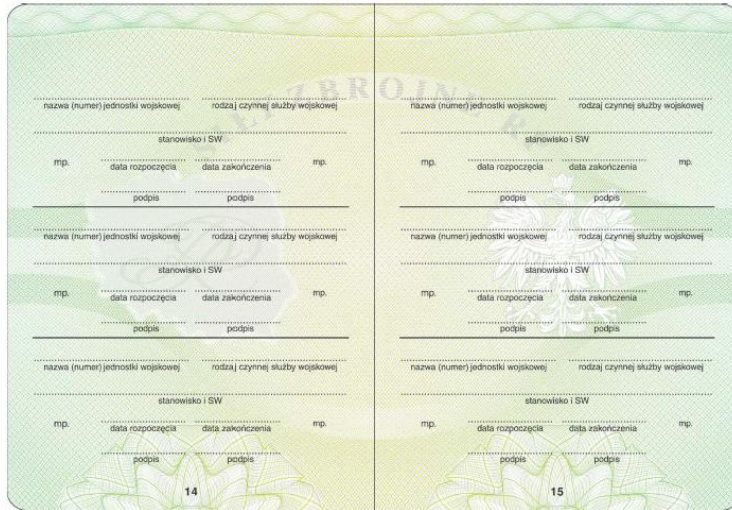 SIŁY ZBROJNE R
nazwa (numer) jednostki wojskowej rodzaj czynnej służby wojskowej
stanowisko i SW
mp. data rozpoczęcia data zakończenia mp.
podpis podpis
nazwa (numer) jednostki wojskowej rodzaj czynnej służby wojskowej
stanowisko i SW
mp. data rozpoczęcia data zakończenia mp.
podpis podpis
nazwa (numer) jednostki wojskowej rodzaj czynnej służby wojskowej
stanowisko i SW
mp. data rozpoczęcia data zakończenia mp.
podpis podpis
14
nazwa (numer) jednostki wojskowej rodzaj czynnej służby wojskowej
stanowisko i SW
mp. data rozpoczęcia data zakończenia mp.
podpis podpis
nazwa (numer) jednostki wojskowej rodzaj czynnej służby wojskowej
stanowisko i SW
mp. data rozpoczęcia data zakończenia mp.
podpis podpis
nazwa (numer) jednostki wojskowej rodzaj czynnej służby wojskowej
stanowisko i SW
mp. data rozpoczęcia data zakończenia mp.
podpis podpis
15